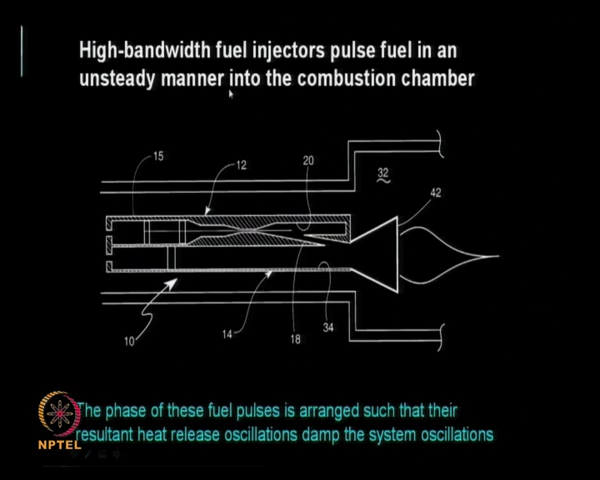 High-bandwidth fuel injectors pulse fuel in an
unsteady manner into the combustion chamber
15
12
20
32
42
10
14
18
34
The phase of these fuel pulses is arranged such that their
resultant heat release oscillations damp the system oscillations
NPTEL